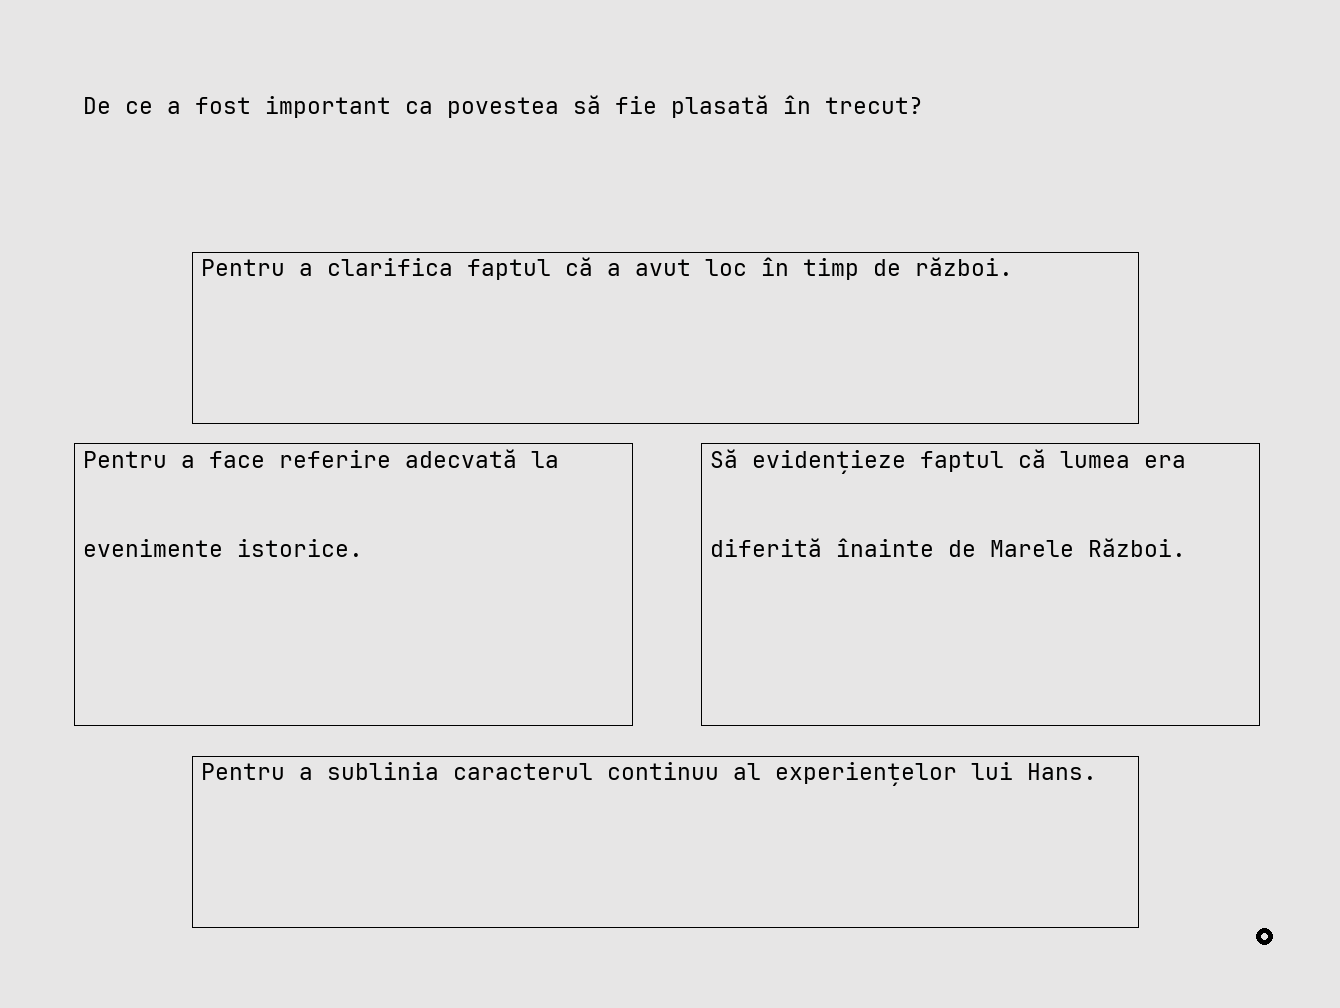 De ce a fost important ca povestea să fie plasată în trecut?
Pentru a clarifica faptul că a avut loc în timp de război.
Pentru a face referire adecvată la
evenimente istorice.
Să evidențieze faptul că lumea era
diferită înainte de Marele Război.
Pentru a sublinia caracterul continuu al experiențelor lui Hans.